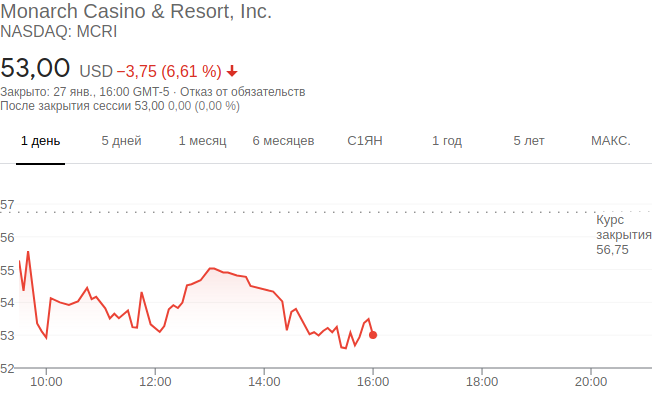 Monarch Casino & Resort, Inc.
NASDAQ: MCRI
53,00 USD −3,75 (6,61 %)
Закрыто: 27 янв., 16:00 GMT-5 · Отказ от обязательств
После закрытия сессии 53,00 0,00 (0,00 %)
1 день 5 дней 1 месяц 6 месяцев С1ЯН 1 год 5 лет МАКС.
57
Курс
закрытия
56,75
56
55
54
53
52
10:00 12:00 14:00 16:00 18:00 20:00